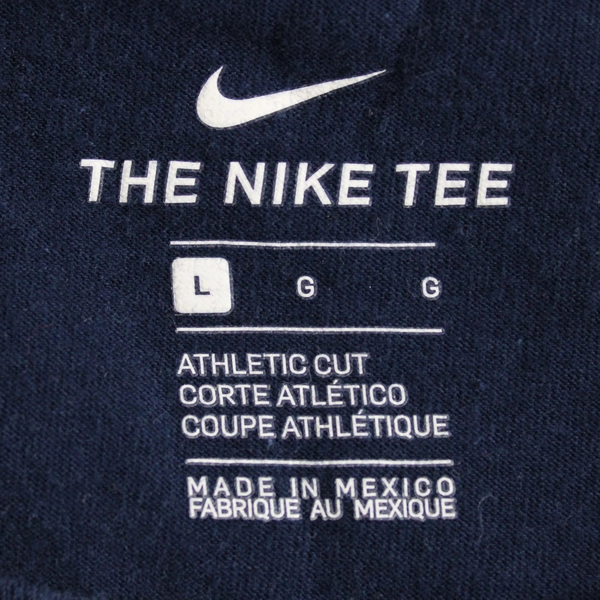 THE NIKE TEE
L G G
ATHLETIC CUT
CORTE ATLÉTICO
COUPE ATHLÉTIQUE
MADE IN MEXICO
FABRIQUE AU MEXIQUE